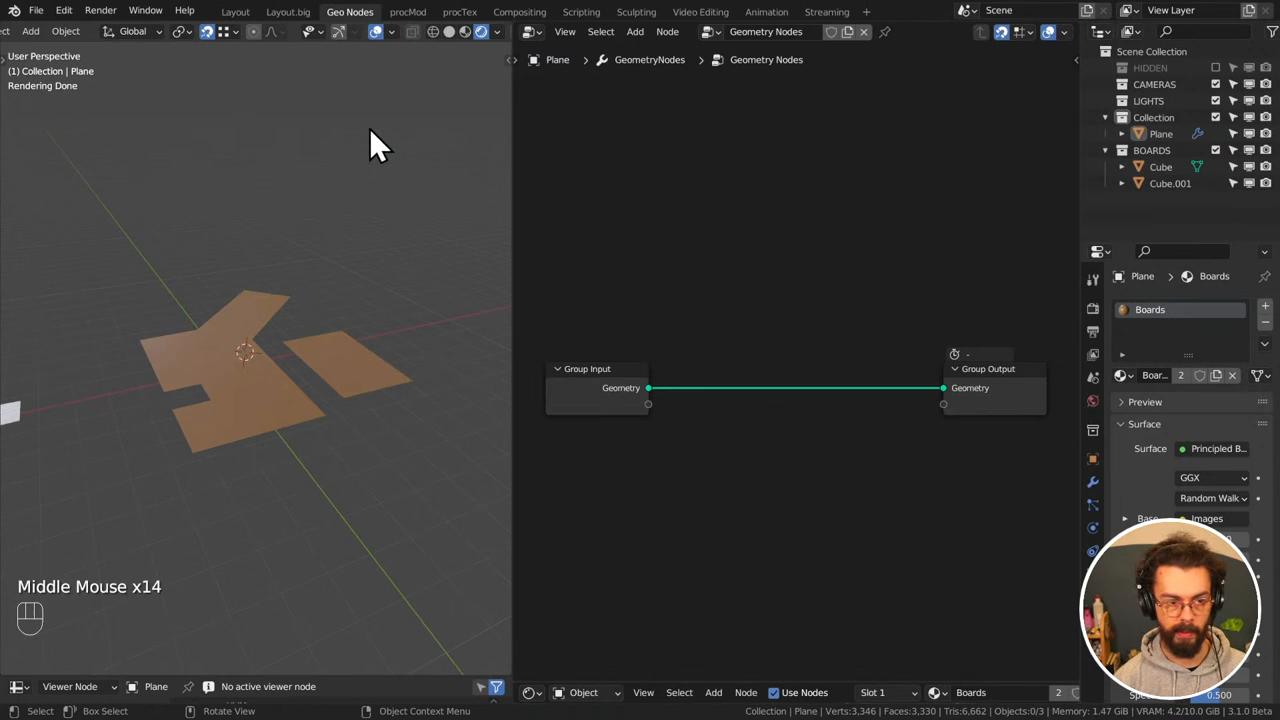 File Edit Render Window Help Layout Layout.big Geo Nodes procMod procTex Compositing Scripting Sculpting Video Editing Animation Streaming + Scene View Layer
Add Object Global View Select Add Node Geometry Nodes
User Perspective
(1) Collection | Plane
Rendering Done
Plane > GeometryNodes > Geometry Nodes
Scene Collection
HIDDEN
CAMERAS
LIGHTS
Collection
Plane
BOARDS
Cube
Cube.001
Plane > Boards
Boards
Boar... 2
Preview
Surface
Surface Principled B...
GGX
Random Walk
Base Images
0.500
-
Group Input
Geometry
Group Output
Geometry
Middle Mouse x14
Viewer Node Plane No active viewer node
Object View Select Add Node Use Nodes Slot 1 Boards 2
Select Box Select Rotate View Object Context Menu Collection | Plane | Verts:3,346 | Faces:3,330 | Tris:6,662 | Objects:0/3 | Memory: 1.47 GiB | VRAM: 4.2/10.0 GiB | 3.1.0 Beta